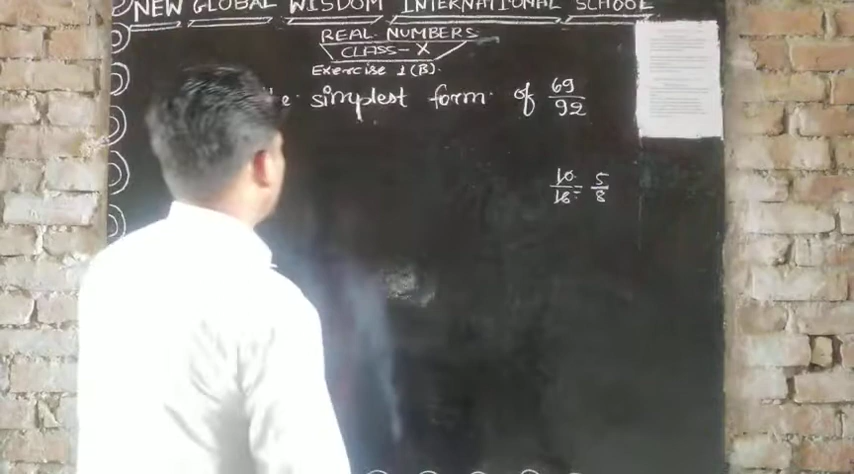 NEW GLOBAL WISDOM INTERNATIONAL SCHOOL
REAL NUMBERS
CLASS-X
Exercise 1(B).
simplest form of 69/92
10/16 = 5/8